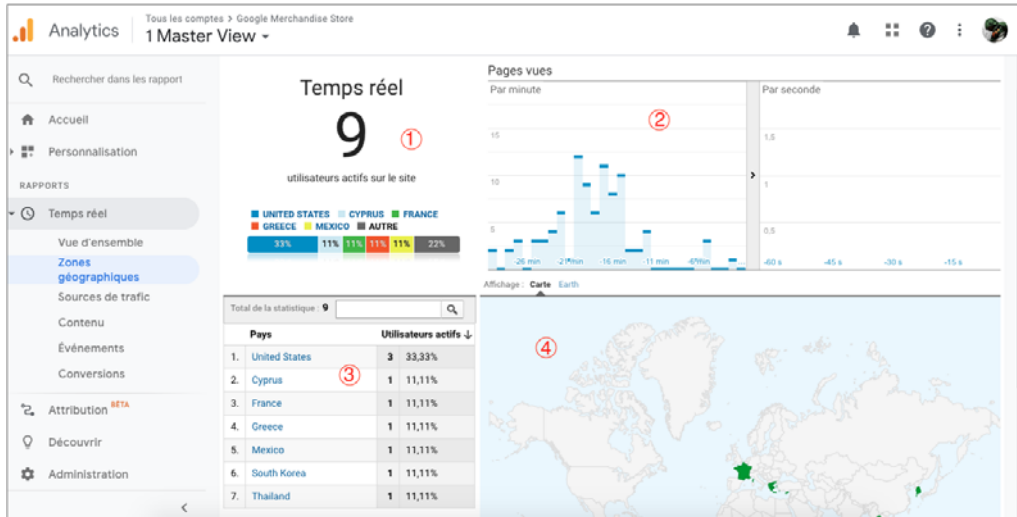 Analytics
Tous les comptes > Google Merchandise Store
1 Master View
Rechercher dans les rapport
Accueil
Personnalisation
RAPPORTS
Temps réel
Vue d'ensemble
Zones
géographiques
Sources de trafic
Contenu
Événements
Conversions
Attribution BÊTA
Découvrir
Administration
Temps réel
9
①
utilisateurs actifs sur le site
UNITED STATES CYPRUS FRANCE
GREECE MEXICO AUTRE
33% 11% 11% 11% 11% 22%
Pages vues
Par minute
②
15
10
5
-26 min -21 min -16 min -11 min -6 min
Par seconde
1,5
1
0,5
-60 s -45 s -30 s -15 s
Total de la statistique : 9
Pays Utilisateurs actifs ↓
1. United States 3 33,33%
2. Cyprus 1 11,11%
3. France 1 11,11%
4. Greece 1 11,11%
5. Mexico 1 11,11%
6. South Korea 1 11,11%
7. Thailand 1 11,11%
③
Affichage : Carte Earth
④